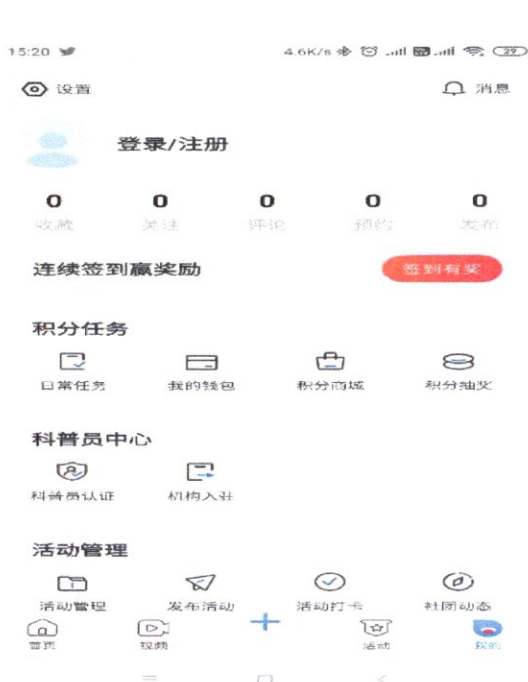 15:20 4.6K/s 29
设置 消息
登录/注册
0 0 0 0 0
收藏 关注 评论 预约 发布
连续签到赢奖励 签到有奖
积分任务
日常任务 我的钱包 积分商城 积分抽奖
科普员中心
科普员认证 机构入驻
活动管理
活动管理 发布活动 活动打卡 社团动态
首页 视频 活动 我的